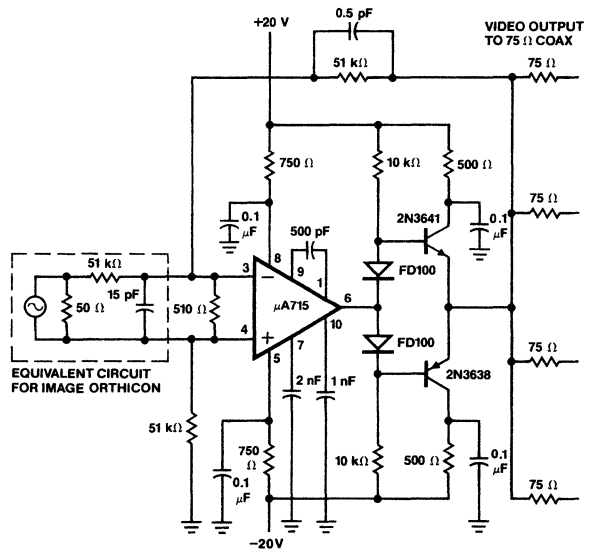 0.5 pF
+20 V
VIDEO OUTPUT
TO 75 Ω COAX
51 kΩ
75 Ω
750 Ω
10 kΩ
500 Ω
0.1
μF
500 pF
2N3641
0.1
μF
75 Ω
51 kΩ
15 pF
50 Ω
510 Ω
3
8
9
1
−
μA715
6
FD100
4
+
5
7
10
FD100
EQUIVALENT CIRCUIT
FOR IMAGE ORTHICON
2N3638
75 Ω
2 nF
1 nF
51 kΩ
750
Ω
0.1
μF
10 kΩ
500 Ω
0.1
μF
75 Ω
−20V